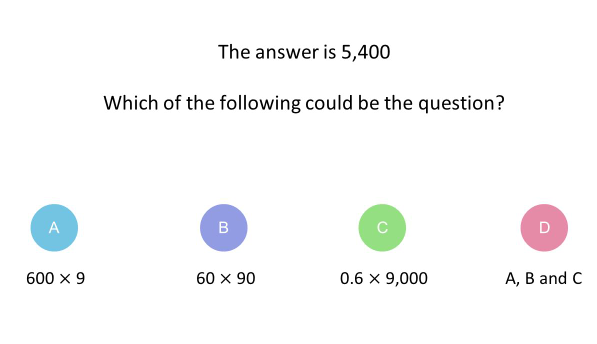 The answer is 5,400
Which of the following could be the question?
A B C D
600 × 9 60 × 90 0.6 × 9,000 A, B and C